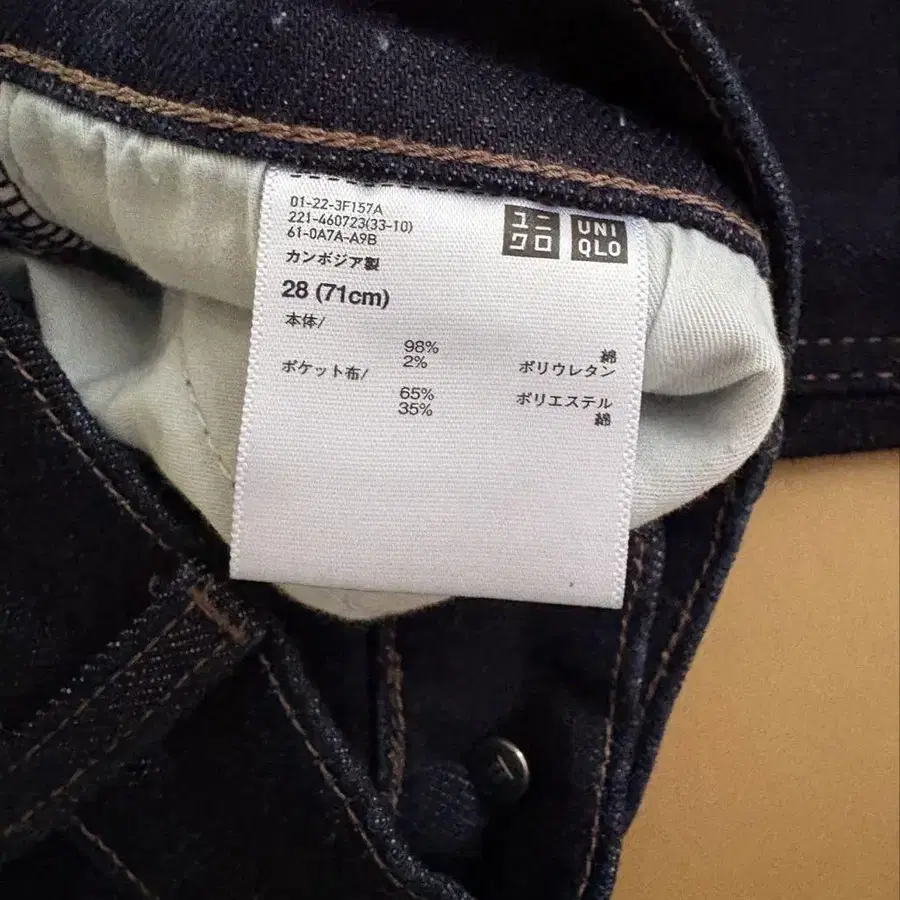 01-22-3F157A
221-460723(33-10)
61-0A7A-A9B
ユニクロ
UNIQLO
カンボジア製
28 (71cm)
本体/
98% 綿
2% ポリウレタン
ポケット布/
65% ポリエステル
35% 綿